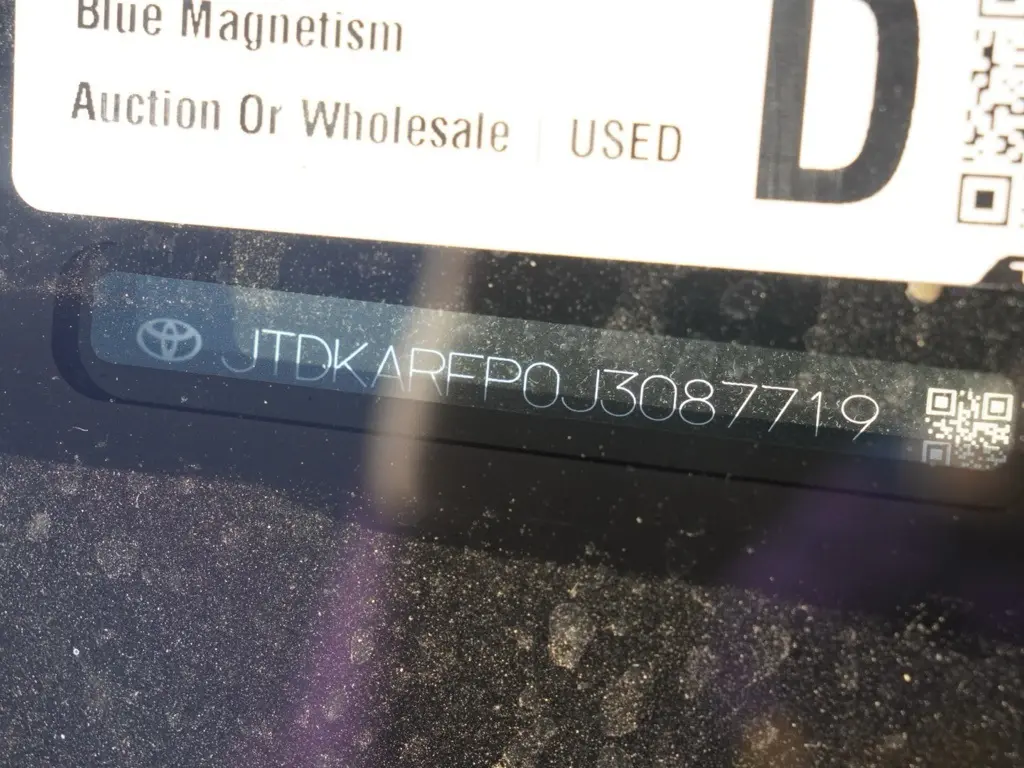 Blue Magnetism
Auction Or Wholesale | USED
D
JTDKARFP0J3087719